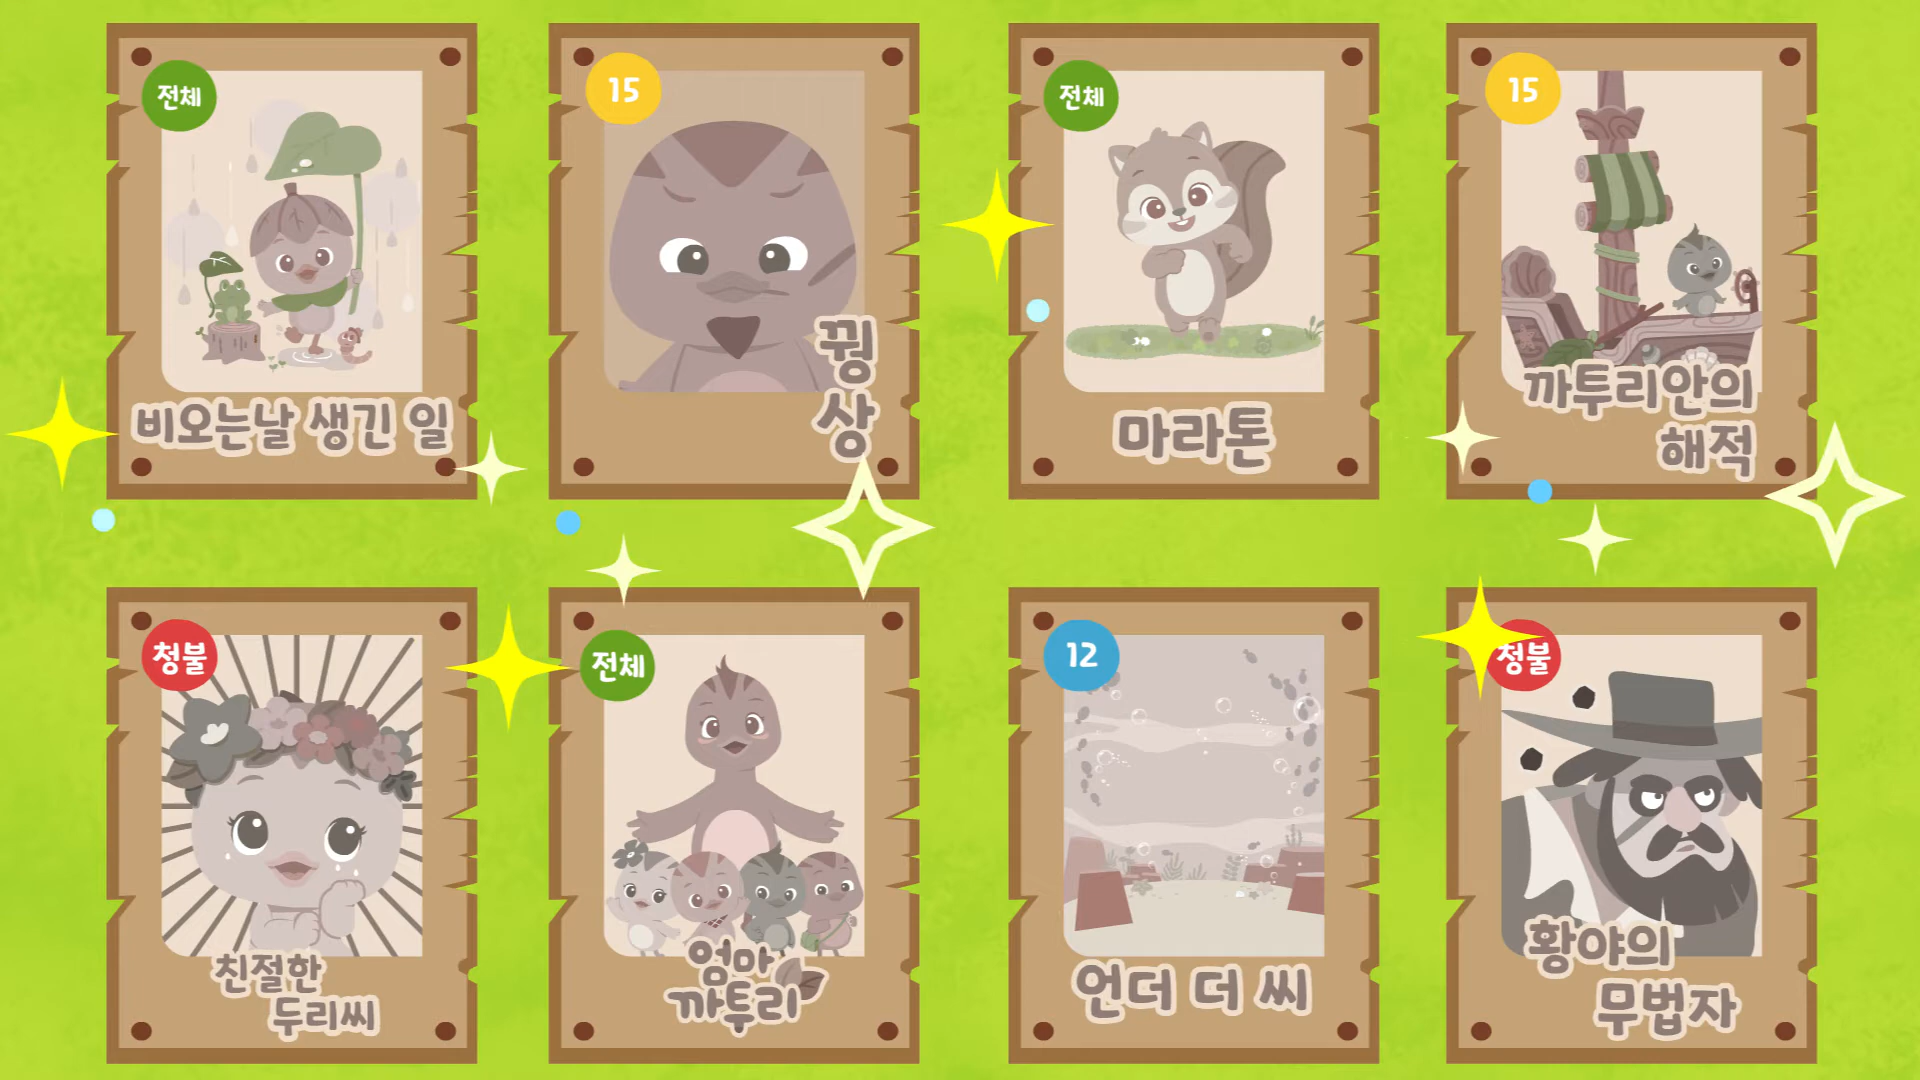 전체
비오는날 생긴 일
15
꿩
상
전체
마라톤
15
까투리안의
해적
청불
친절한
두리씨
전체
엄마
까투리
12
언더 더 씨
청불
황야의
무법자